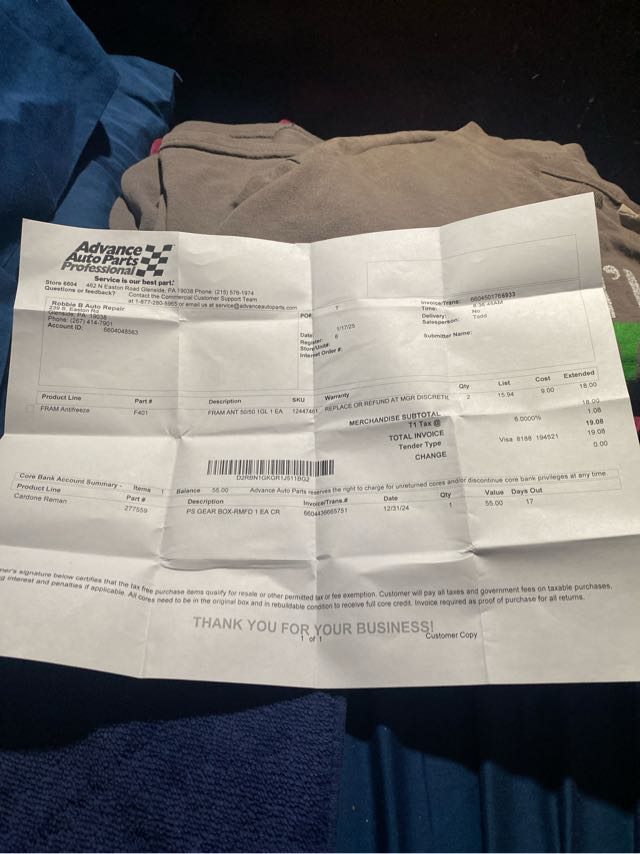 Advance
Auto Parts
Professional
Service is our best part.
Store 6604 462 N Easton Road Glenside, PA 19038 Phone: (215) 576-1974
Questions or feedback? Contact the Commercial Customer Support Team
at 1-877-280-5965 or email us at service@advanceautoparts.com
Robbie B Auto Repair
Glenside, PA 19038
Phone: (267) 414-7901
Account ID: 6604048563
PO#
Date: 1/17/25
Register: 6
Store Unit#:
Internet Order #:
Invoice/Trans: 6604501766933
Time:
Delivery: No
Salesperson: Todd
Submitter Name:
Product Line Part # Description SKU Warranty Qty List Cost Extended
FRAM Antifreeze F401 FRAM ANT 50/50 1GL 1 EA 12447461 REPLACE OR REFUND AT MGR DISCRETI 2 15.94 9.00 18.00
MERCHANDISE SUBTOTAL 18.00
T1 Tax @ 6.0000% 1.08
TOTAL INVOICE 19.08
Tender Type Visa 8188 194521 19.08
CHANGE 0.00
Core Bank Account Summary - Items 1 Balance 55.00 Advance Auto Parts reserves the right to charge for unreturned cores and/or discontinue core bank privileges at any time.
Product Line Part # Description Invoice/Trans.# Date Qty Value Days Out
Cardone Reman 277559 PS GEAR BOX-RMFD 1 EA CR 6604436665751 12/31/24 1 55.00 17
signature below certifies that the tax free purchase items qualify for resale or other permitted tax or fee exemption. Customer will pay all taxes and government fees on taxable purchases,
interest and penalties if applicable. All cores need to be in the original box and in rebuildable condition to receive full core credit. Invoice required as proof of purchase for all returns.
THANK YOU FOR YOUR BUSINESS!
1 of 1
Customer Copy